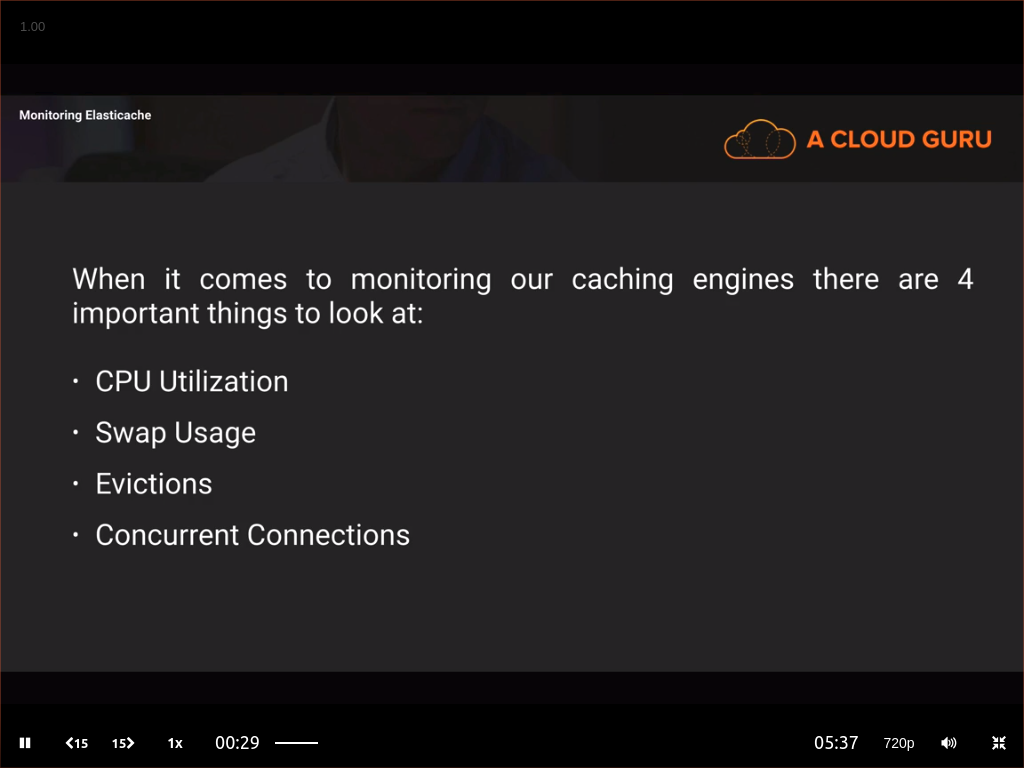 1.00
Monitoring Elasticache
A CLOUD GURU
When it comes to monitoring our caching engines there are 4
important things to look at:
• CPU Utilization
• Swap Usage
• Evictions
• Concurrent Connections
15 15 1x 00:29 05:37 720p